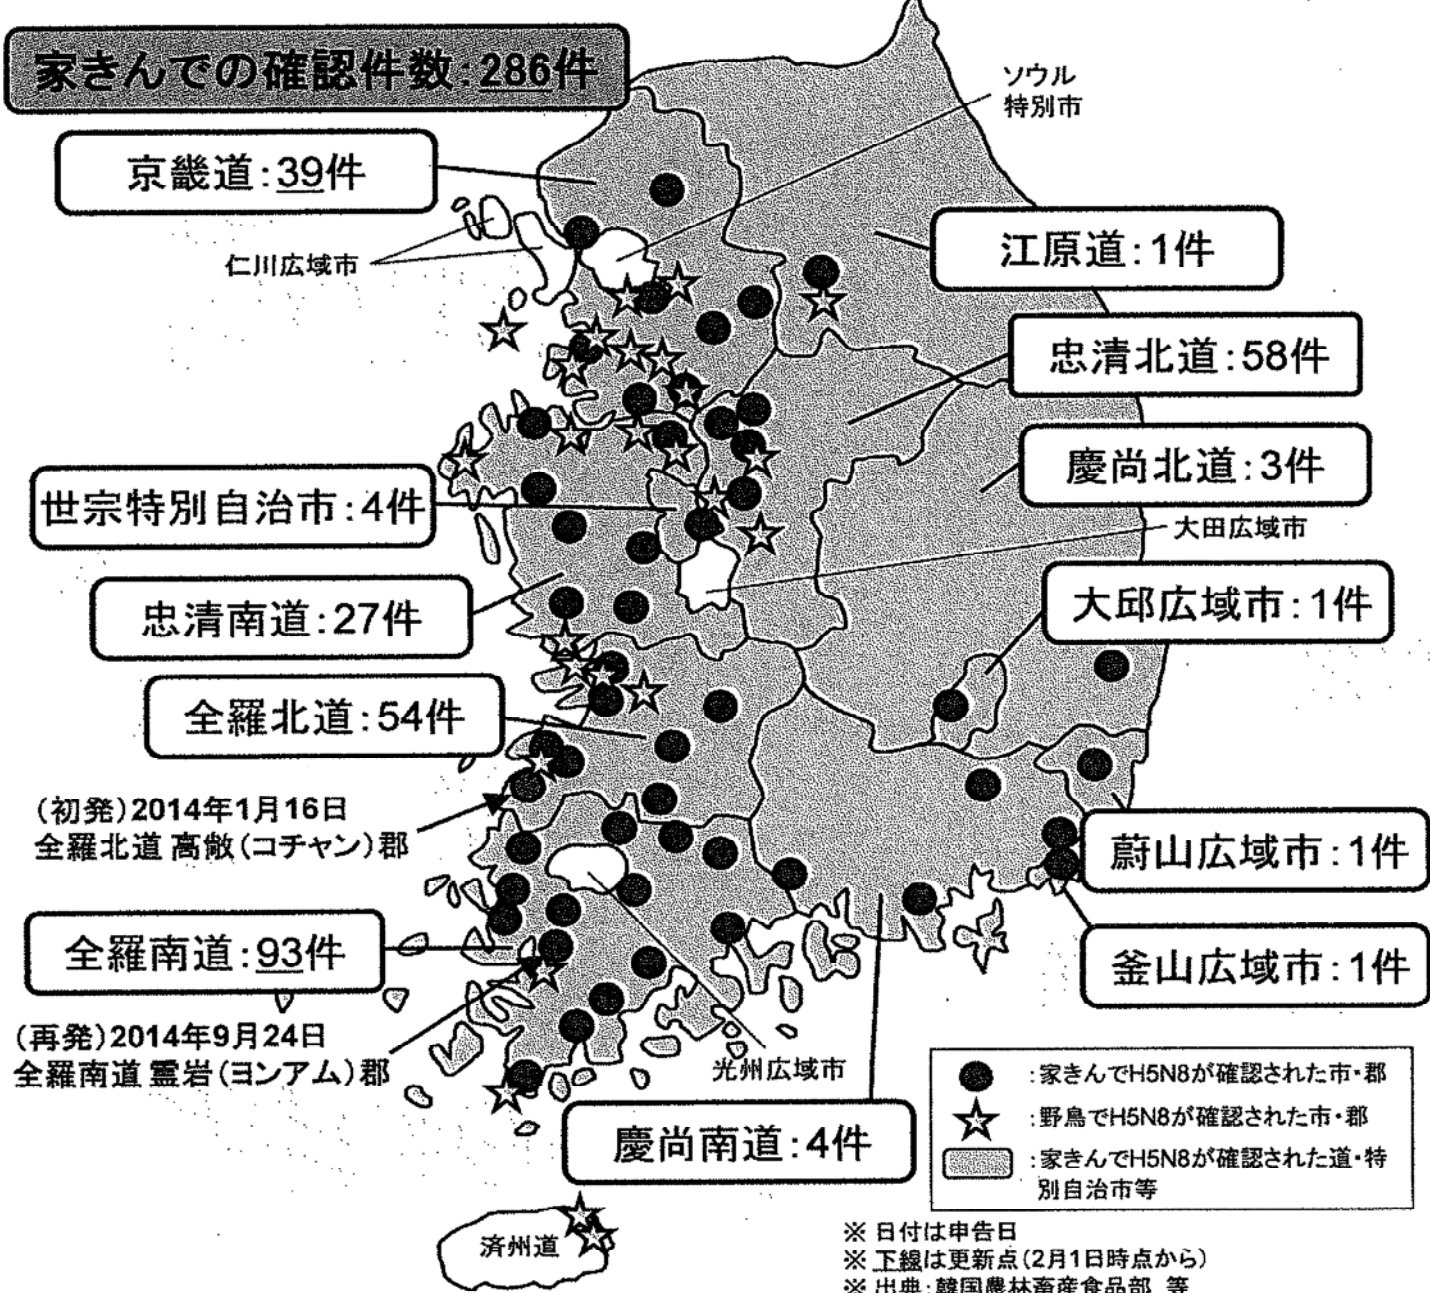 家きんでの確認件数:286件
ソウル
特別市
京畿道:39件
仁川広域市
江原道:1件
忠清北道:58件
慶尚北道:3件
世宗特別自治市:4件
大田広域市
大邱広域市:1件
忠清南道:27件
全羅北道:54件
(初発)2014年1月16日
全羅北道 高敞(コチャン)郡
蔚山広域市:1件
全羅南道:93件
釜山広域市:1件
(再発)2014年9月24日
全羅南道 霊岩(ヨンアム)郡
光州広域市
慶尚南道:4件
:家きんでH5N8が確認された市・郡
:野鳥でH5N8が確認された市・郡
:家きんでH5N8が確認された道・特
別自治市等
済州道
※ 日付は申告日
※ 下線は更新点(2月1日時点から)
※ 出典:韓国農林畜産食品部 等